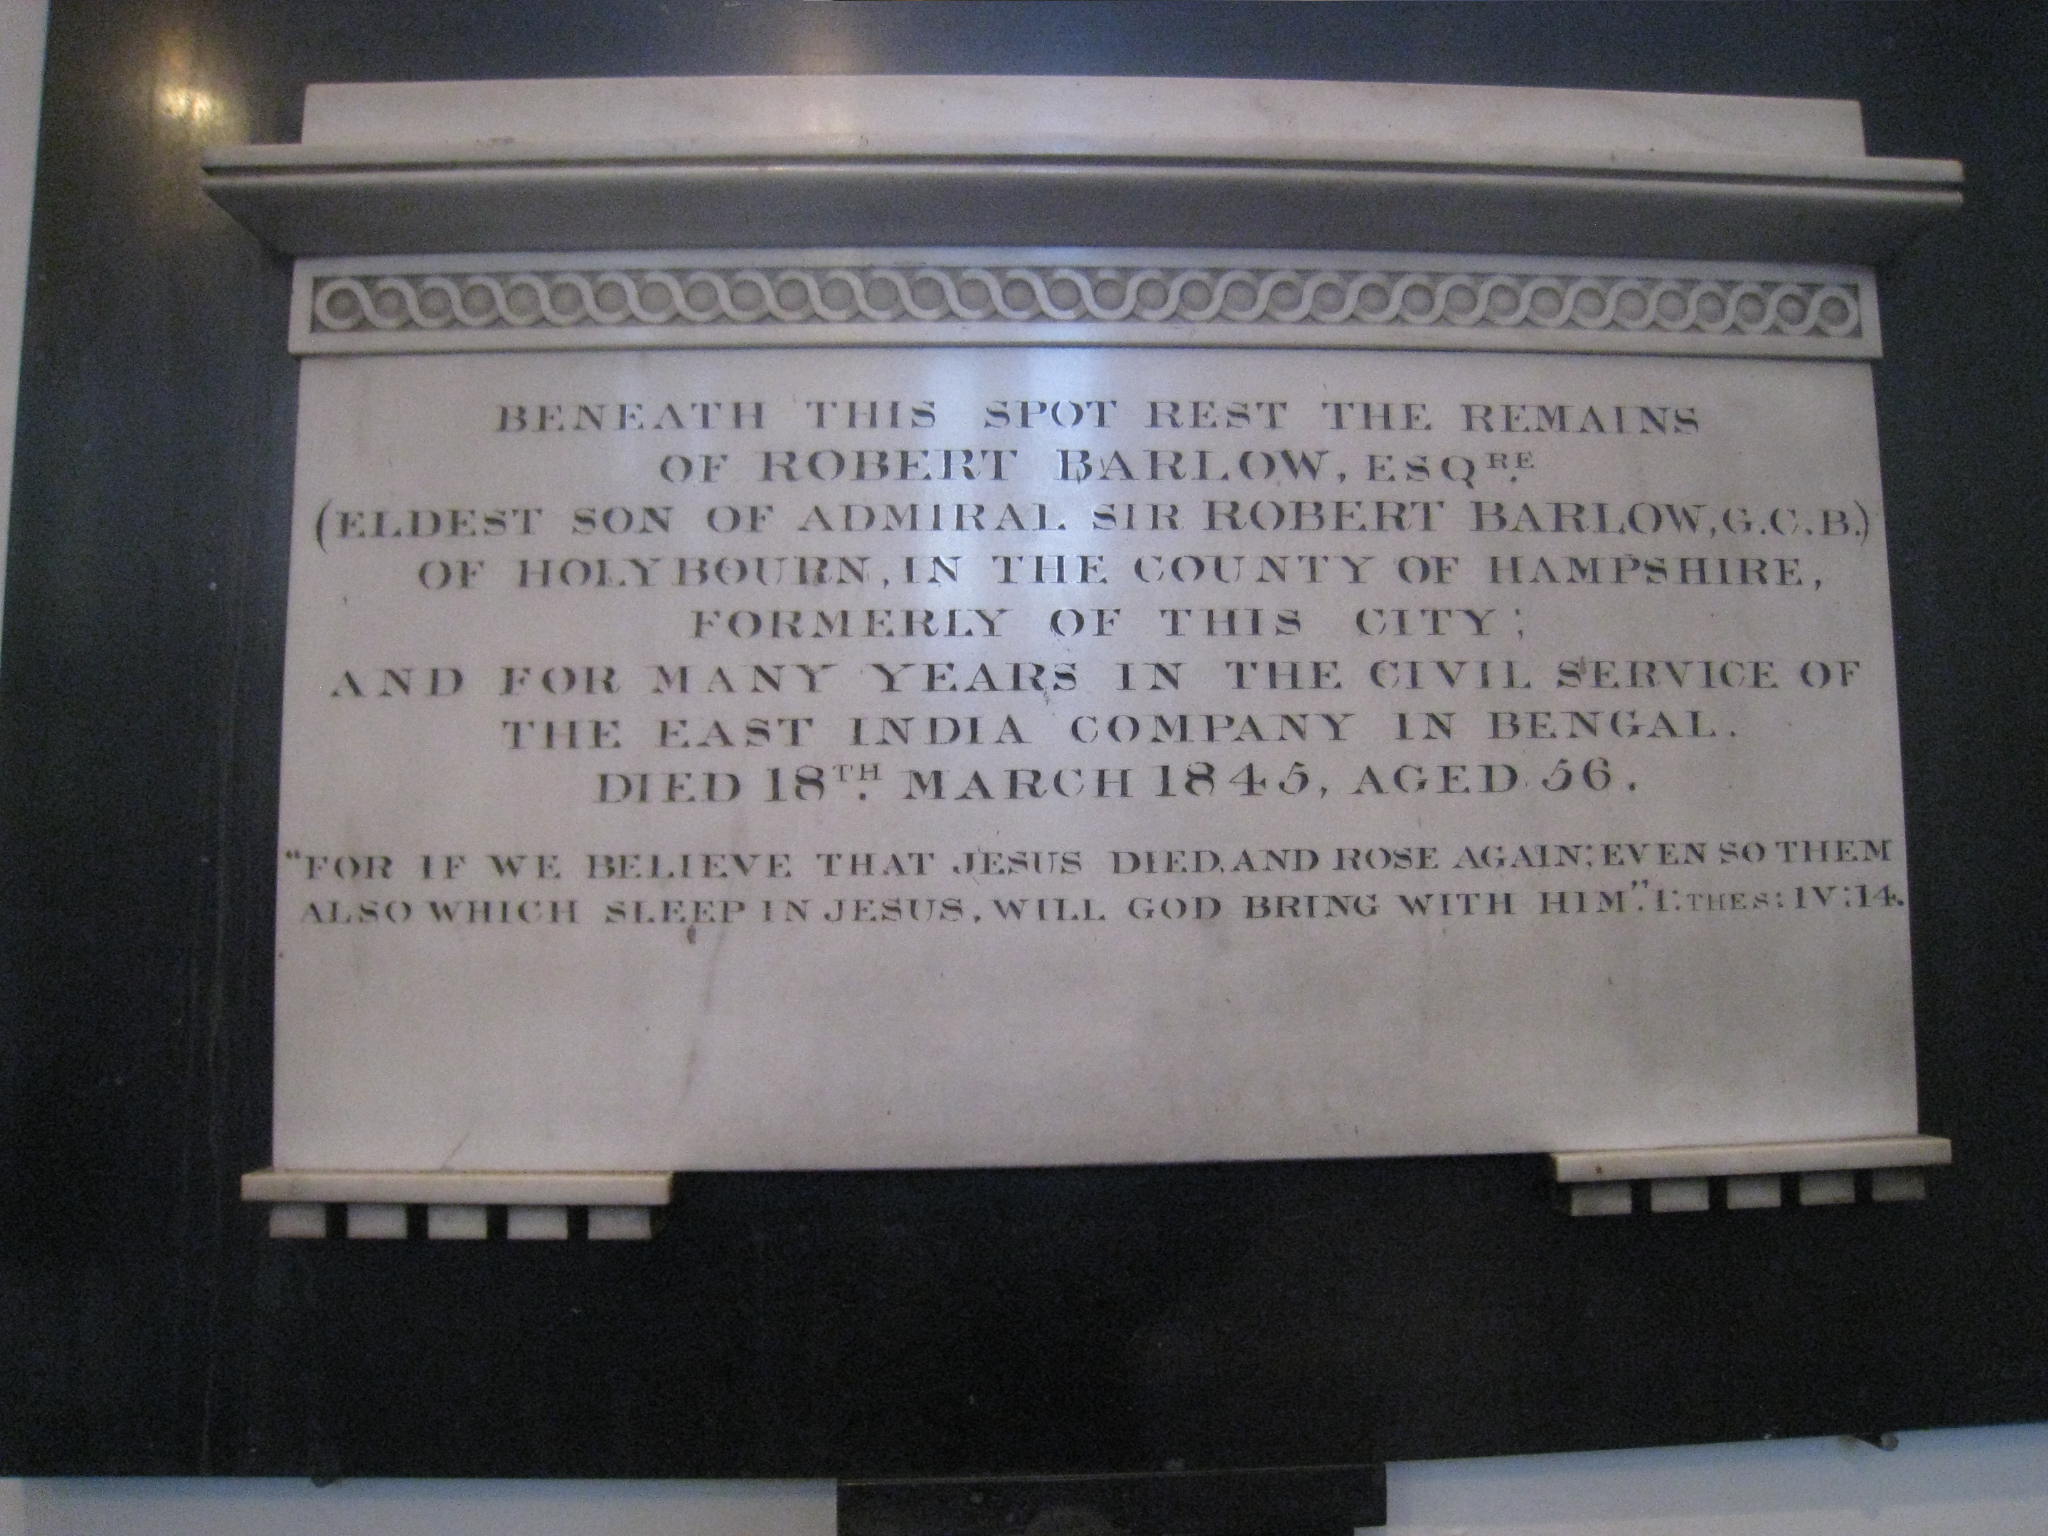 BENEATH THIS SPOT REST THE REMAINS
OF ROBERT BARLOW, ESQRE.
(ELDEST SON OF ADMIRAL SIR ROBERT BARLOW, G.C.B.)
OF HOLYBOURN, IN THE COUNTY OF HAMPSHIRE,
FORMERLY OF THIS CITY;
AND FOR MANY YEARS IN THE CIVIL SERVICE OF
THE EAST INDIA COMPANY IN BENGAL.
DIED 18TH. MARCH 1845, AGED 56.
"FOR IF WE BELIEVE THAT JESUS DIED, AND ROSE AGAIN; EVEN SO THEM
ALSO WHICH SLEEP IN JESUS, WILL GOD BRING WITH HIM". I: THES: IV: 14.